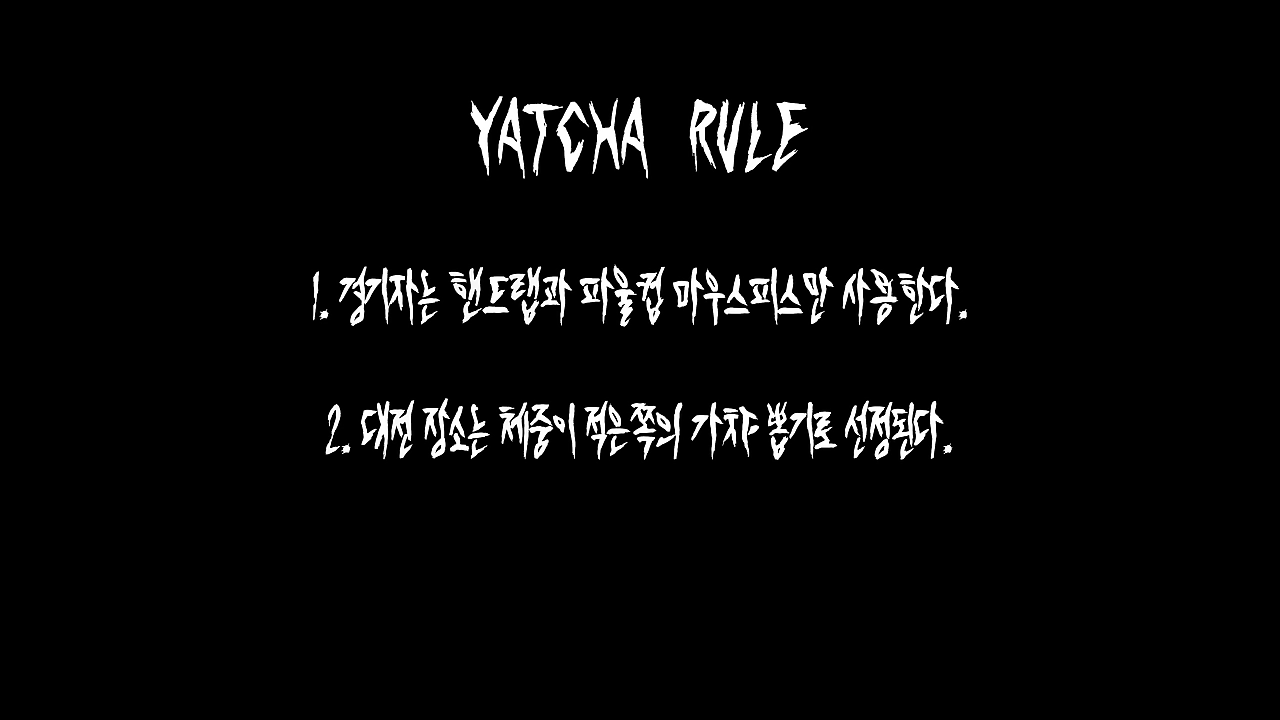 YATCHA RULE
1. 경기자는 핸드랩과 파울컵 마우스피스만 사용한다.
2. 대전 장소는 체중이 적은쪽의 가챠 뽑기로 선정된다.